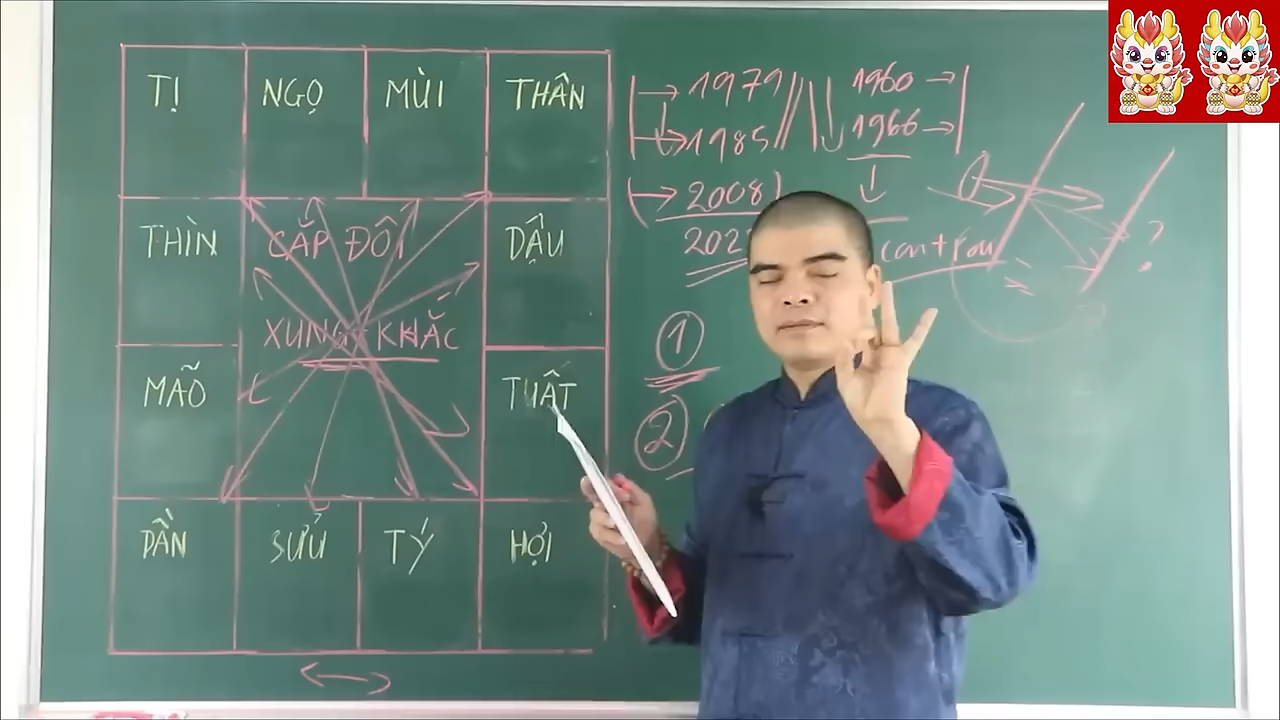 TỊ NGỌ MÙI THÂN
THÌN DẬU
CẶP ĐÔI
XUNG KHẮC
MÃO TUẤT
DẦN SỬU TÝ HỢI
1979
1985
2008
1960
1966
can +
1
2
?